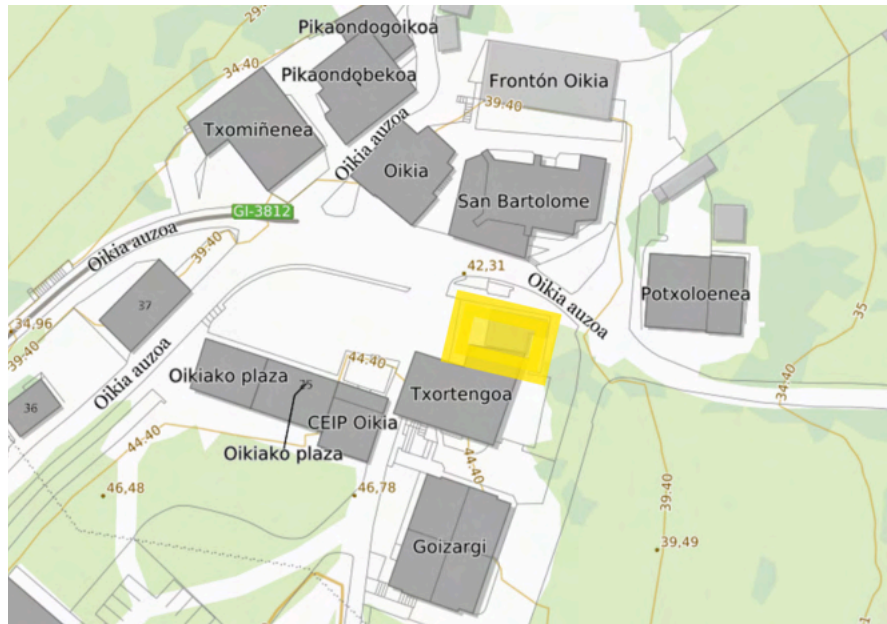 Pikaondogoikoa
34.40
Pikaondobekoa
Frontón Oikia
39.40
Txomiñenea
Oikia auzoa
Oikia
San Bartolome
GI-3812
Oikia auzoa
39.40
42,31
Oikia auzoa
Potxoloenea
37
35
34,96
39.40
44.40
34.40
Oikiako plaza
35
Txortengoa
Oikia auzoa
36
CEIP Oikia
Oikiako plaza
44.40
44.40
39.40
46,48
46,78
39,49
Goizargi